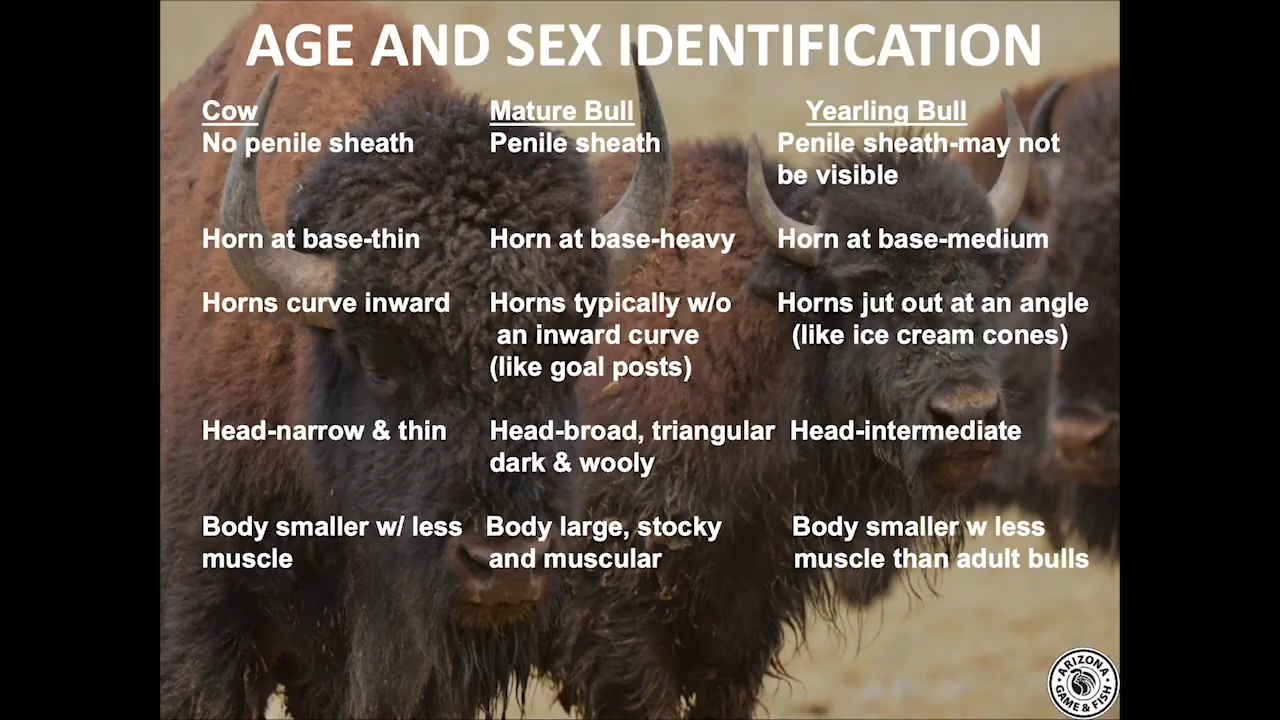 AGE AND SEX IDENTIFICATION
Cow
No penile sheath
Horn at base-thin
Horns curve inward
Head-narrow & thin
Body smaller w/ less
muscle
Mature Bull
Penile sheath
Horn at base-heavy
Horns typically w/o
an inward curve
(like goal posts)
Head-broad, triangular
dark & wooly
Body large, stocky
and muscular
Yearling Bull
Penile sheath-may not
be visible
Horn at base-medium
Horns jut out at an angle
(like ice cream cones)
Head-intermediate
Body smaller w less
muscle than adult bulls
ARIZONA
GAME & FISH